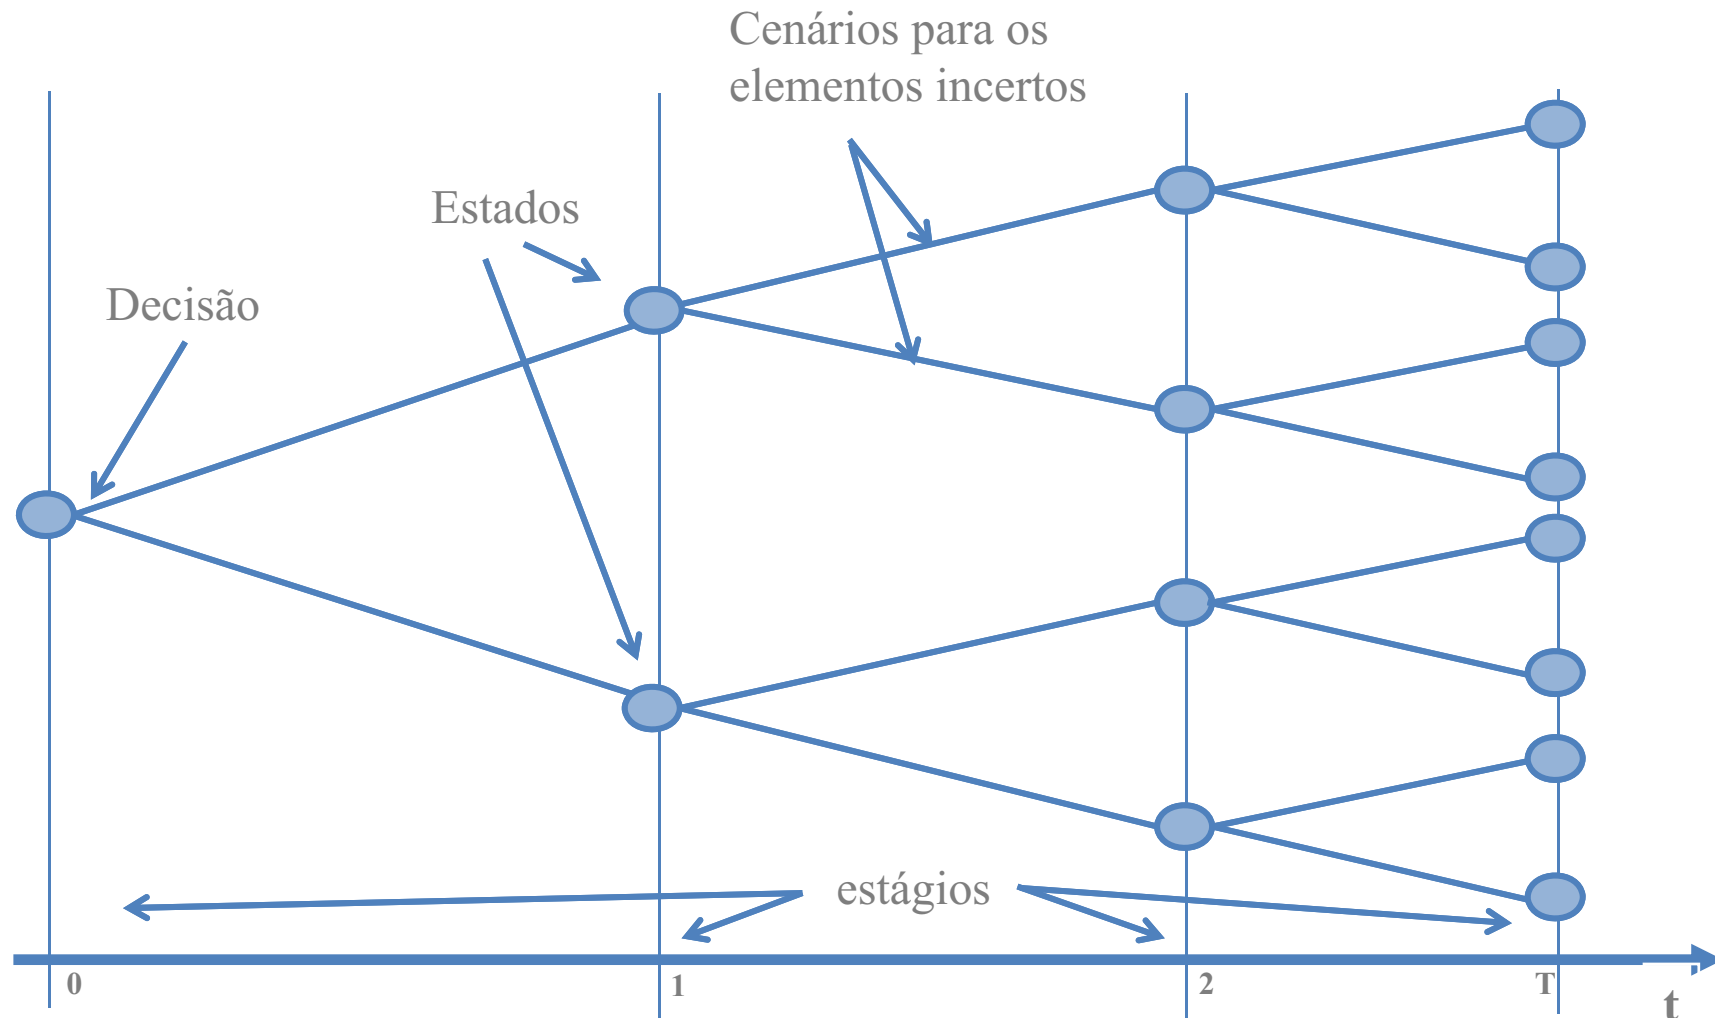 Cenários para os
elementos incertos
Estados
Decisão
estágios
0
1
2
T
t